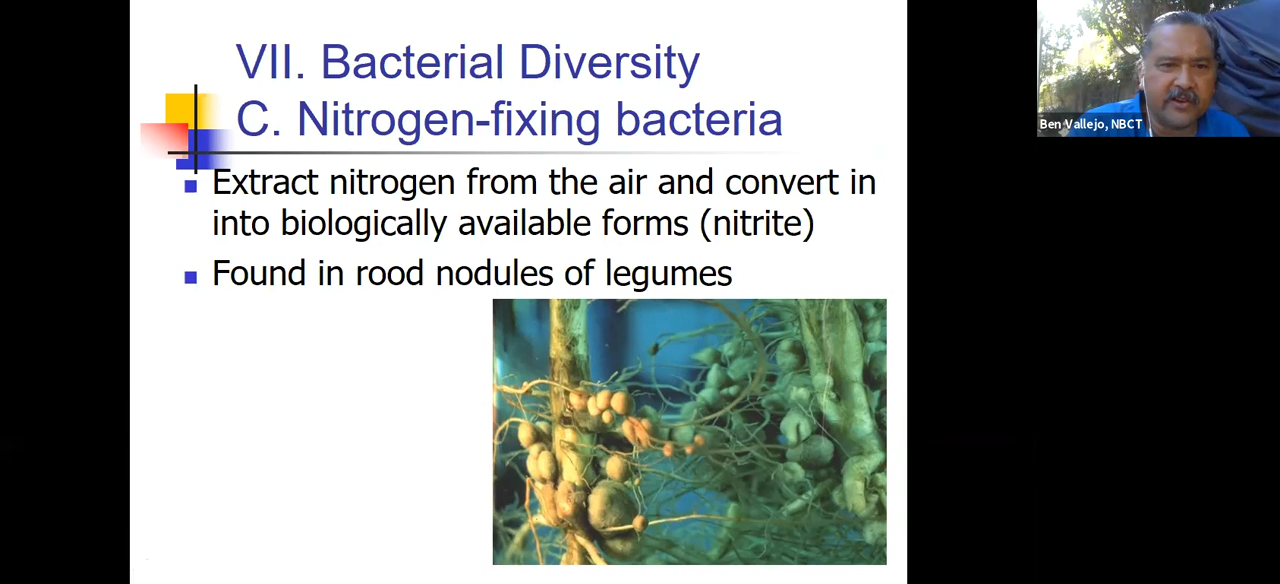 VII. Bacterial Diversity
C. Nitrogen-fixing bacteria
Extract nitrogen from the air and convert in
into biologically available forms (nitrite)
Found in rood nodules of legumes
Ben Vallejo, NBCT